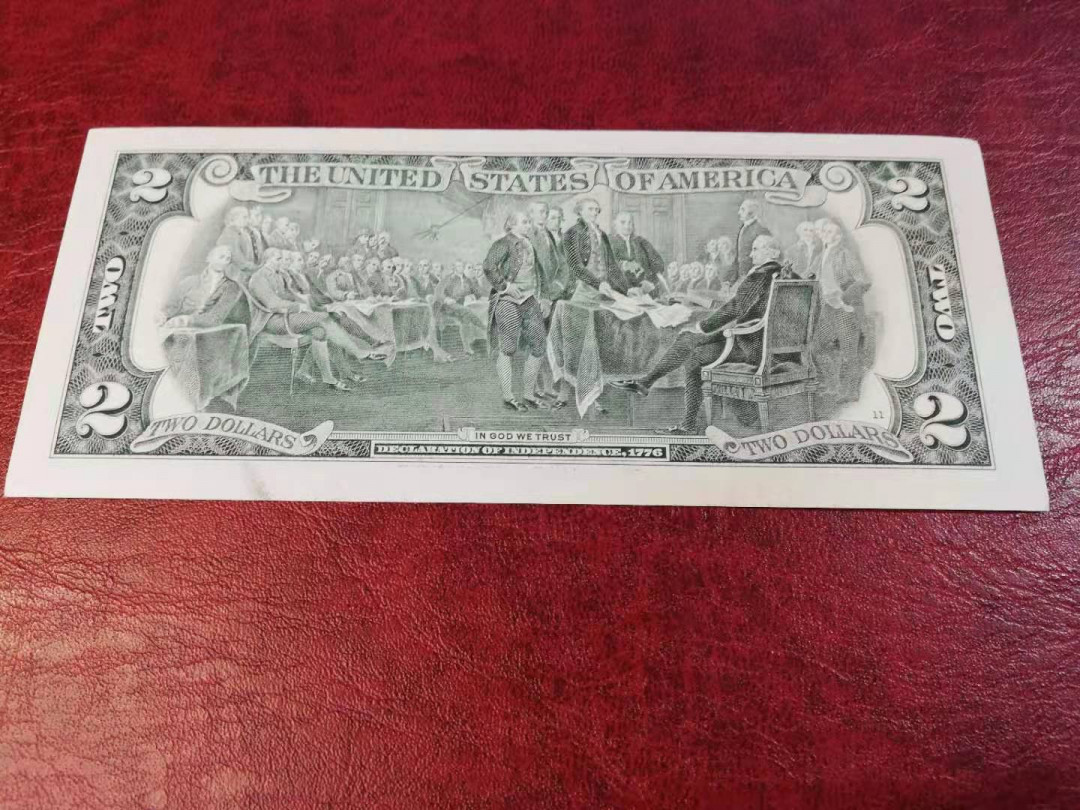 THE UNITED STATES OF AMERICA
2
2
TWO
TWO
2
2
11
TWO DOLLARS
IN GOD WE TRUST
TWO DOLLARS
DECLARATION OF INDEPENDENCE, 1776